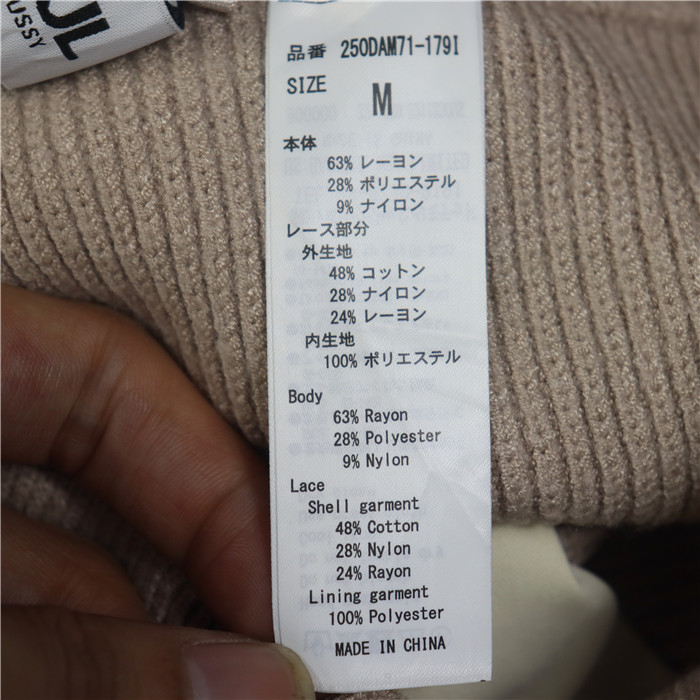 UL
USSY
品番 250DAM71-179I
SIZE
M
本体
63% レーヨン
28% ポリエステル
9% ナイロン
レース部分
外生地
48% コットン
28% ナイロン
24% レーヨン
内生地
100% ポリエステル
Body
63% Rayon
28% Polyester
9% Nylon
Lace
Shell garment
48% Cotton
28% Nylon
24% Rayon
Lining garment
100% Polyester
MADE IN CHINA